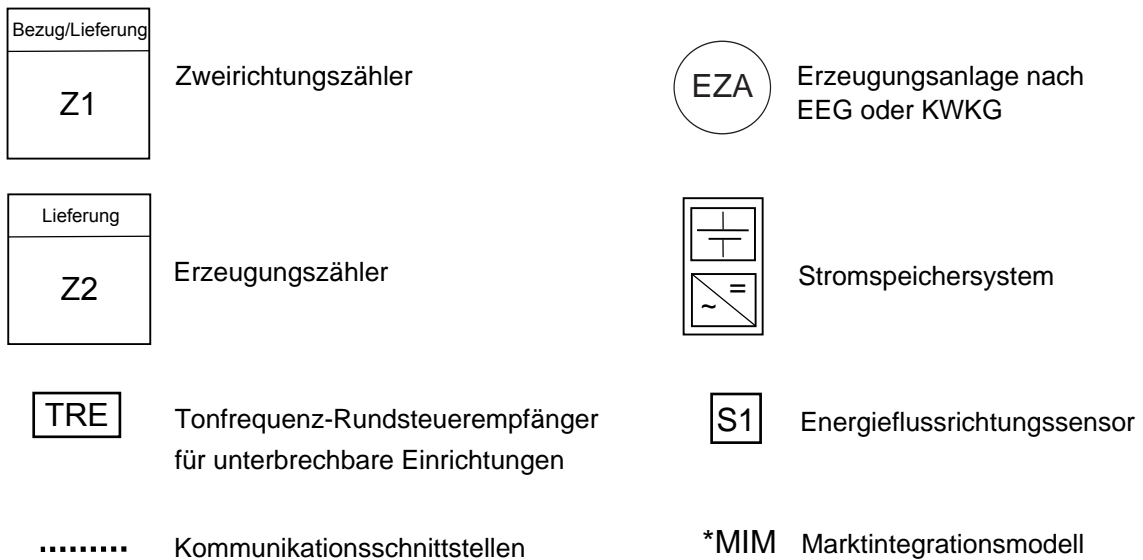 Bezug/Lieferung
Z1
Zweirichtungszähler
EZA
Erzeugungsanlage nach
EEG oder KWKG
Lieferung
Z2
Erzeugungszähler
=
~
Stromspeichersystem
TRE
Tonfrequenz-Rundsteuerempfänger
für unterbrechbare Einrichtungen
S1
Energieflussrichtungssensor
Kommunikationsschnittstellen
*MIM Marktintegrationsmodell